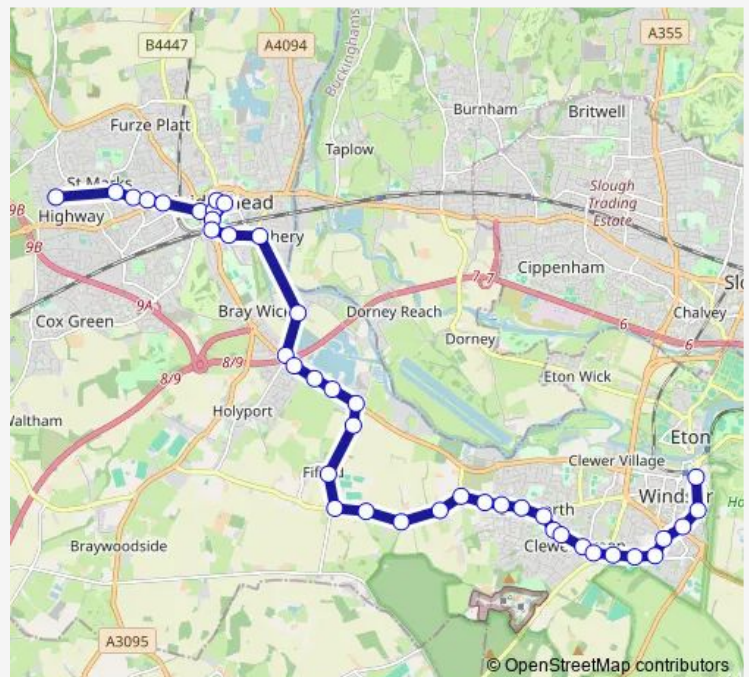 B4447
A4094
A355
Buckinghams
Burnham
Britwell
Furze Platt
Taplow
St Marks
Slough
Trading
Estate
9B
Highway
9B
Cippenham
7
7
9A
Bray Wic
Dorney Reach
Chalvey
Cox Green
6
6
Dorney
8/9
8/9
Eton Wick
Holyport
Eton
Clewer Village
Braywoodside
A3095
© OpenStreetMap contributors